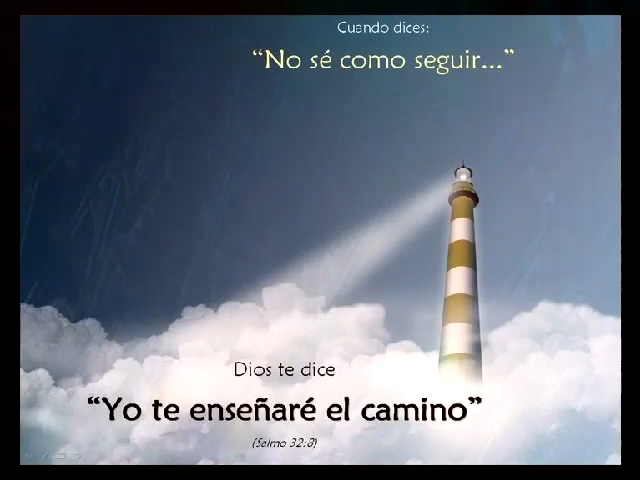 Cuando dices:
“No sé como seguir...”
Dios te dice
“Yo te enseñaré el camino”
(Salmo 32:8)